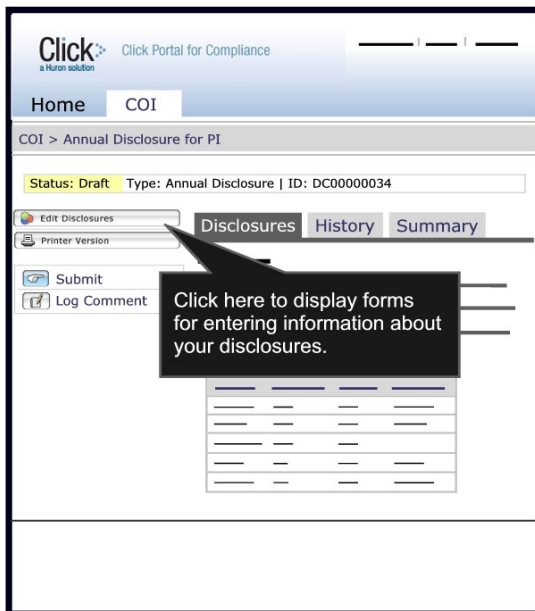 Click
a Huron solution
Click Portal for Compliance
Home COI
COI > Annual Disclosure for PI
Status: Draft Type: Annual Disclosure | ID: DC00000034
Edit Disclosures
Printer Version
Disclosures History Summary
Submit
Log Comment
Click here to display forms
for entering information about
your disclosures.